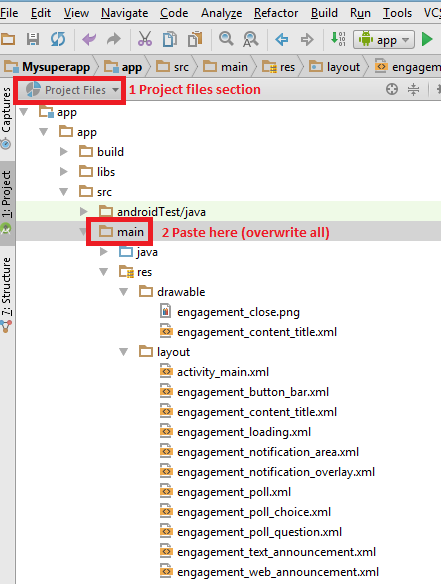 File Edit View Navigate Code Analyze Refactor Build Run Tools VCS
app
Mysuperapp app src main res layout engagem
Project Files 1 Project files section
Captures
1: Project
7: Structure
app
app
build
libs
src
androidTest/java
main 2 Paste here (overwrite all)
java
res
drawable
engagement_close.png
engagement_content_title.xml
layout
activity_main.xml
engagement_button_bar.xml
engagement_content_title.xml
engagement_loading.xml
engagement_notification_area.xml
engagement_notification_overlay.xml
engagement_poll.xml
engagement_poll_choice.xml
engagement_poll_question.xml
engagement_text_announcement.xml
engagement_web_announcement.xml